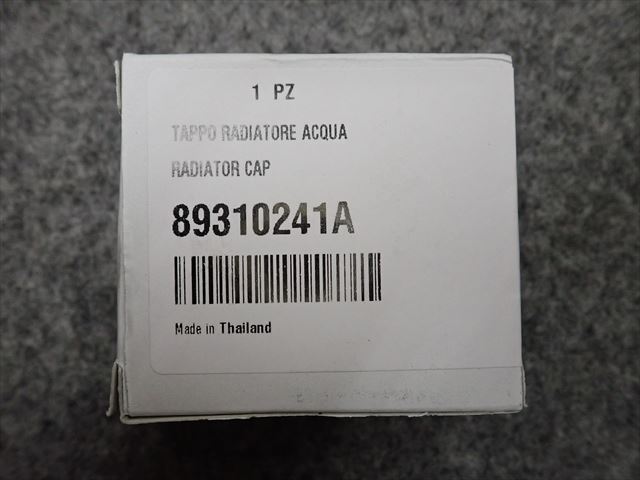 1 PZ
TAPPO RADIATORE ACQUA
RADIATOR CAP
89310241A
Made in Thailand